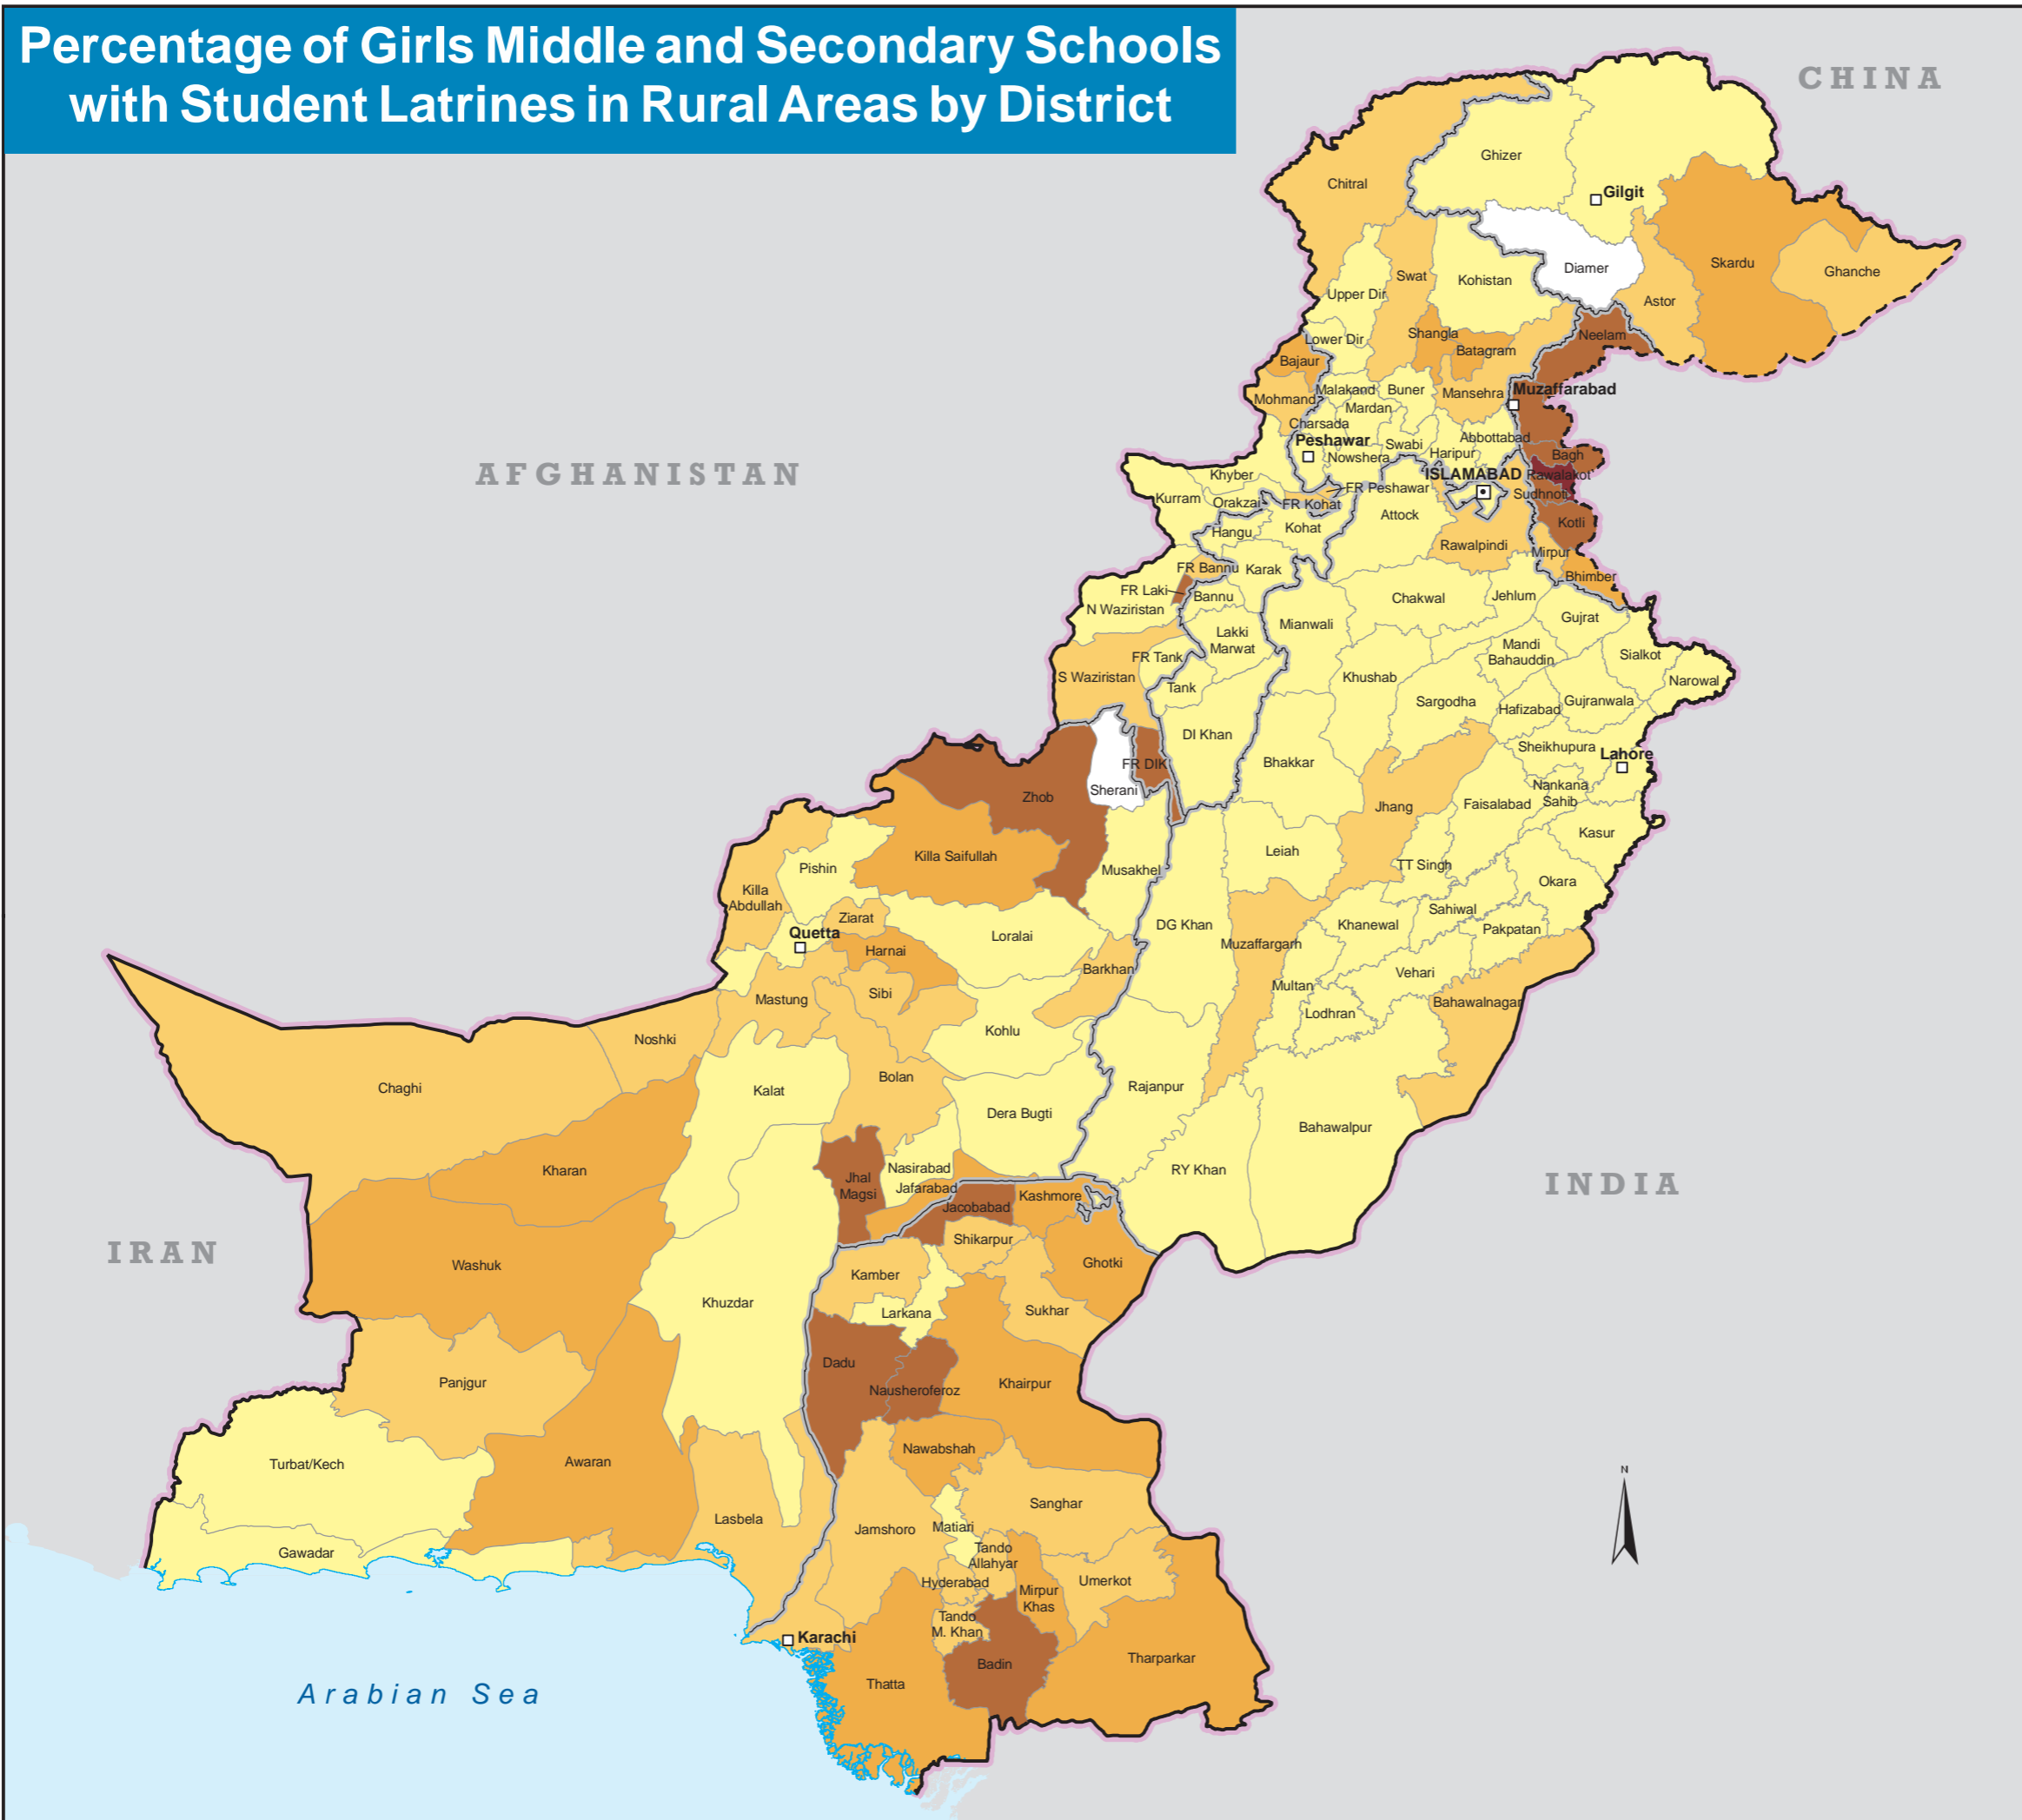 Percentage of Girls Middle and Secondary Schools
with Student Latrines in Rural Areas by District
CHINA
Ghizer
Chitral
Gilgit
Diamer
Skardu
Ghanche
Swat
Kohistan
Upper Dir
Astor
Shangla
Neelam
Lower Dir
Batagram
Bajaur
Malakand
Buner
Mansehra
Muzaffarabad
Mohmand
Mardan
Charsada
Abbottabad
Peshawar
Swabi
Haripur
Bagh
Nowshera
AFGHANISTAN
Khyber
ISLAMABAD
Rawalakot
FR Peshawar
Kurram
Orakzai
FR Kohat
Sudhnoti
Attock
Kotli
Hangu
Kohat
Rawalpindi
Mirpur
FR Bannu
Karak
Bhimber
FR Laki
Bannu
Chakwal
Jehlum
N Waziristan
Gujrat
Mianwali
Lakki
Marwat
Mandi
Bahauddin
Sialkot
FR Tank
S Waziristan
Khushab
Narowal
Tank
Sargodha
Gujranwala
Hafizabad
DI Khan
Sheikhupura
Lahore
FR DIK
Bhakkar
Sherani
Nankana
Sahib
Zhob
Jhang
Faisalabad
Kasur
Leiah
Killa Saifullah
TT Singh
Pishin
Musakhel
Okara
Killa
Abdullah
Ziarat
Sahiwal
Khanewal
DG Khan
Pakpatan
Quetta
Loralai
Muzaffargarh
Harnai
Barkhan
Vehari
Multan
Sibi
Mastung
Bahawalnagar
Lodhran
Kohlu
Noshki
Bolan
Chaghi
Kalat
Rajanpur
Dera Bugti
Bahawalpur
Kharan
Nasirabad
RY Khan
INDIA
Jhal
Magsi
Jafarabad
Kashmore
Jacobabad
IRAN
Shikarpur
Washuk
Ghotki
Kamber
Khuzdar
Larkana
Sukhar
Dadu
Panjgur
Nausheroferoz
Khairpur
Nawabshah
Turbat/Kech
Awaran
N
Sanghar
Lasbela
Jamshoro
Matiari
Gawadar
Tando
Allahyar
Hyderabad
Umerkot
Mirpur
Khas
Tando
M. Khan
Karachi
Tharparkar
Badin
Thatta
Arabian Sea